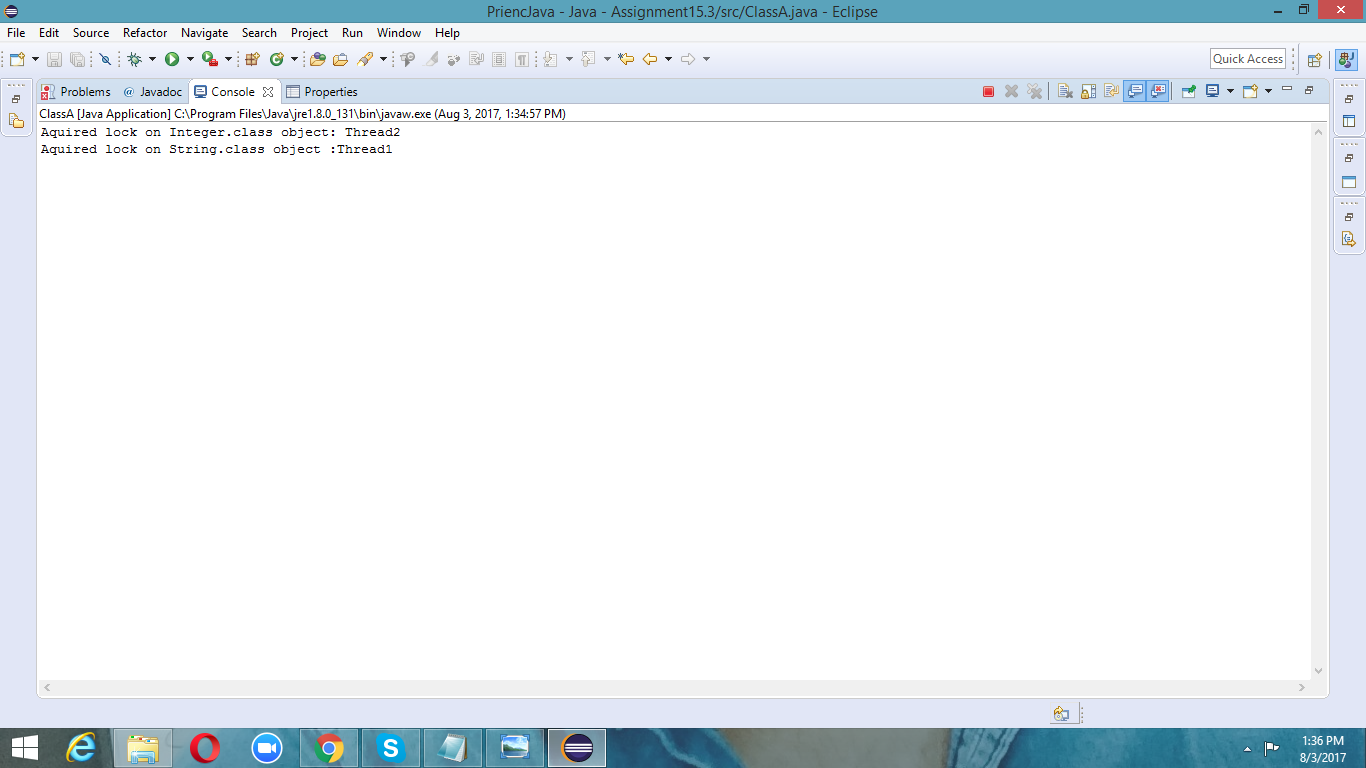 PriencJava - Java - Assignment15.3/src/ClassA.java - Eclipse
File Edit Source Refactor Navigate Search Project Run Window Help
Quick Access
Problems @ Javadoc Console Properties
ClassA [Java Application] C:\Program Files\Java\jre1.8.0_131\bin\javaw.exe (Aug 3, 2017, 1:34:57 PM)
Aquired lock on Integer.class object: Thread2
Aquired lock on String.class object :Thread1
1:36 PM
8/3/2017